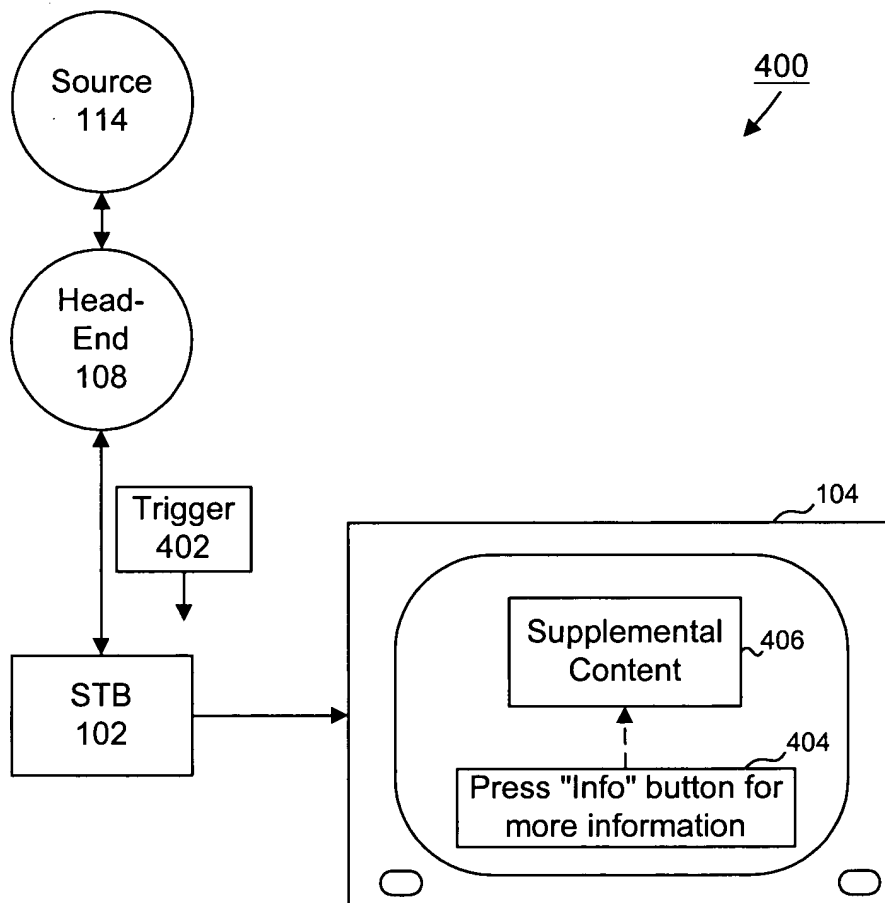 Source
114
400
Head-
End
108
Trigger
402
104
STB
102
Supplemental
Content
406
404
Press "Info" button for
more information